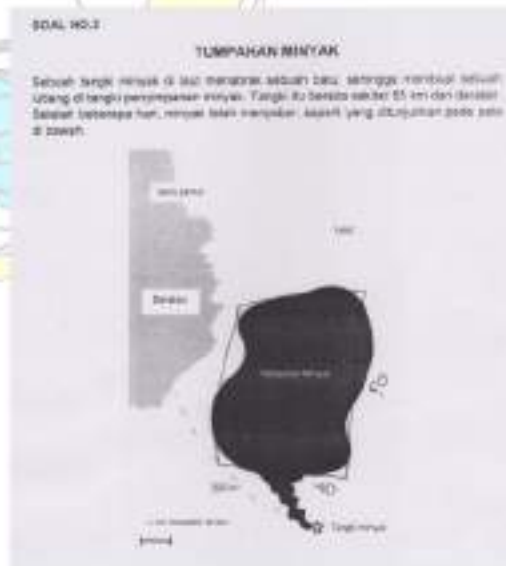 SOAL NO.2
TUMPAHAN MINYAK
Sebuah tangki minyak di laut menabrak sebuah batu, sehingga membuat sebuah
lubang di tangki penyimpanan minyak. Tangki itu berada sekitar 65 km dari daratan.
Setelah beberapa hari, minyak telah menyebar, seperti yang ditunjukkan pada peta
di bawah.
Laut
Daratan
Tumpahan Minyak
Tangki minyak